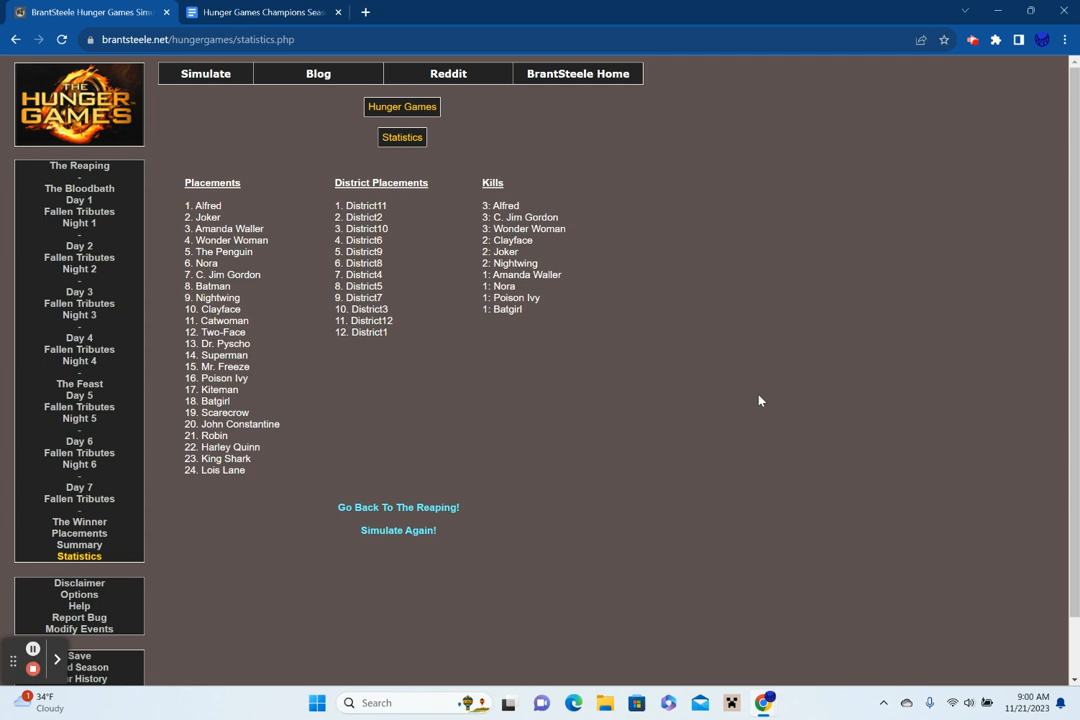 BrantSteele Hunger Games Simu
Hunger Games Champions Seas
brantsteele.net/hungergames/statistics.php
THE
HUNGER
GAMES
Simulate
Blog
Reddit
BrantSteele Home
Hunger Games
Statistics
The Reaping
-
The Bloodbath
Day 1
Fallen Tributes
Night 1
-
Day 2
Fallen Tributes
Night 2
-
Day 3
Fallen Tributes
Night 3
-
Day 4
Fallen Tributes
Night 4
-
The Feast
Day 5
Fallen Tributes
Night 5
-
Day 6
Fallen Tributes
Night 6
-
Day 7
Fallen Tributes
-
The Winner
Placements
Summary
Statistics
Disclaimer
Options
Help
Report Bug
Modify Events
Save
d Season
ur History
Placements
1. Alfred
2. Joker
3. Amanda Waller
4. Wonder Woman
5. The Penguin
6. Nora
7. C. Jim Gordon
8. Batman
9. Nightwing
10. Clayface
11. Catwoman
12. Two-Face
13. Dr. Pyscho
14. Superman
15. Mr. Freeze
16. Poison Ivy
17. Kiteman
18. Batgirl
19. Scarecrow
20. John Constantine
21. Robin
22. Harley Quinn
23. King Shark
24. Lois Lane
District Placements
1. District11
2. District2
3. District10
4. District6
5. District9
6. District8
7. District4
8. District5
9. District7
10. District3
11. District12
12. District1
Kills
3: Alfred
3: C. Jim Gordon
3: Wonder Woman
2: Clayface
2: Joker
2: Nightwing
1: Amanda Waller
1: Nora
1: Poison Ivy
1: Batgirl
Go Back To The Reaping!
Simulate Again!
1
34°F
Cloudy
Search
9:00 AM
11/21/2023